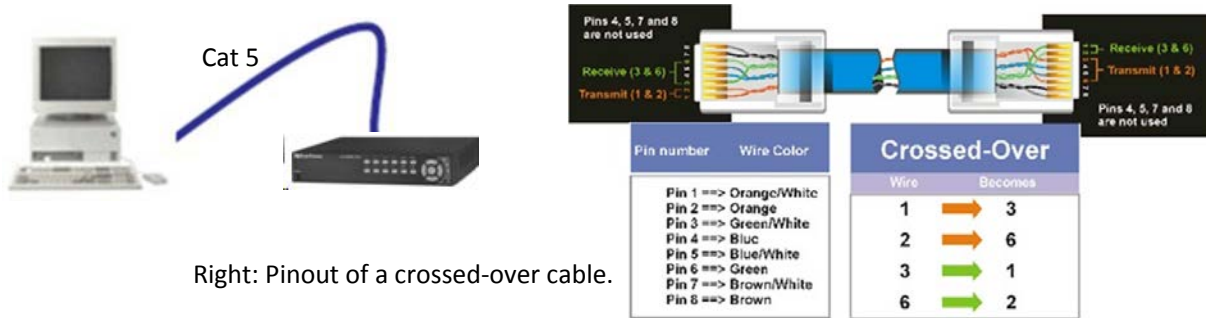 Cat 5
Right: Pinout of a crossed-over cable.
Pins 4, 5, 7 and 8
are not used
Receive (3 & 6)
Transmit (1 & 2)
Receive (3 & 6)
Transmit (1 & 2)
Pins 4, 5, 7 and 8
are not used
Pin number Wire Color
Pin 1 ==> Orange/White
Pin 2 ==> Orange
Pin 3 ==> Green/White
Pin 4 ==> Blue
Pin 5 ==> Blue/White
Pin 6 ==> Green
Pin 7 ==> Brown/White
Pin 8 ==> Brown
Crossed-Over
Wire Becomes
1 3
2 6
3 1
6 2